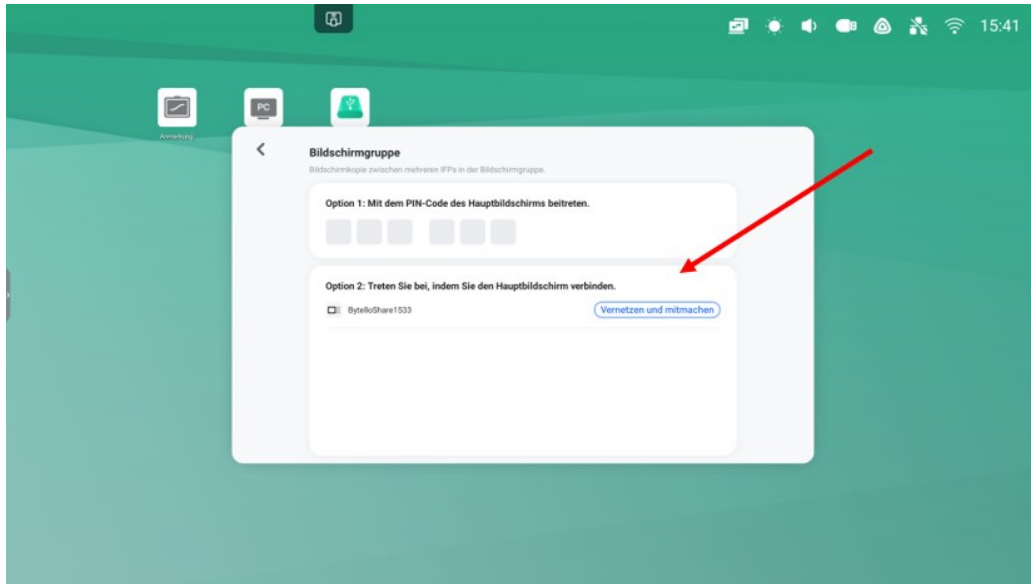 15:41
PC
Anmerkung
Bildschirmgruppe
Bildschirmkopie zwischen mehreren IFPs in der Bildschirmgruppe.
Option 1: Mit dem PIN-Code des Hauptbildschirms beitreten.
Option 2: Treten Sie bei, indem Sie den Hauptbildschirm verbinden.
BytelloShare1533
Vernetzen und mitmachen